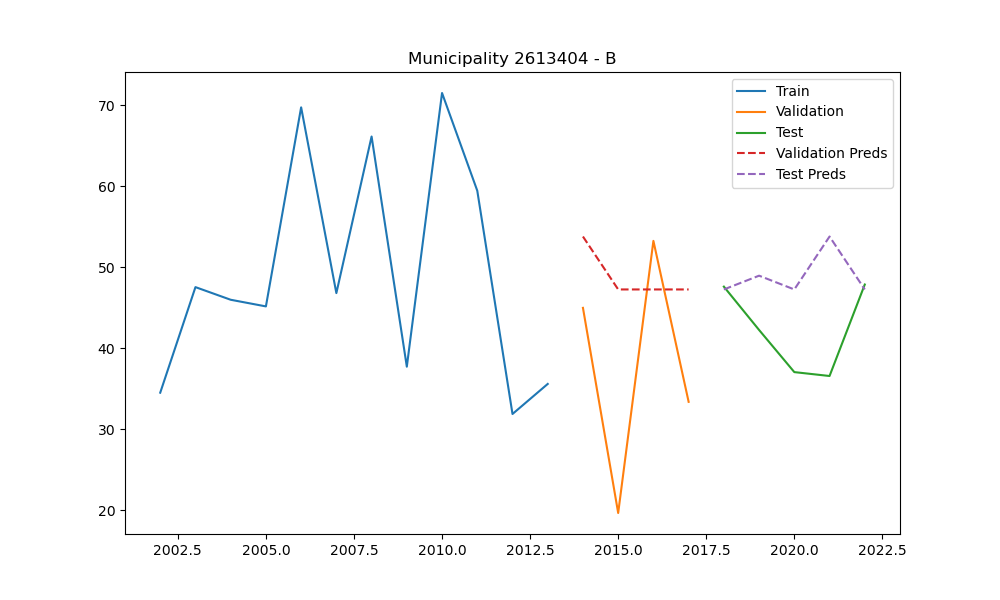 Municipality 2613404 - B
Train
Validation
Test
Validation Preds
Test Preds
70
60
50
40
30
20
2002.5 2005.0 2007.5 2010.0 2012.5 2015.0 2017.5 2020.0 2022.5